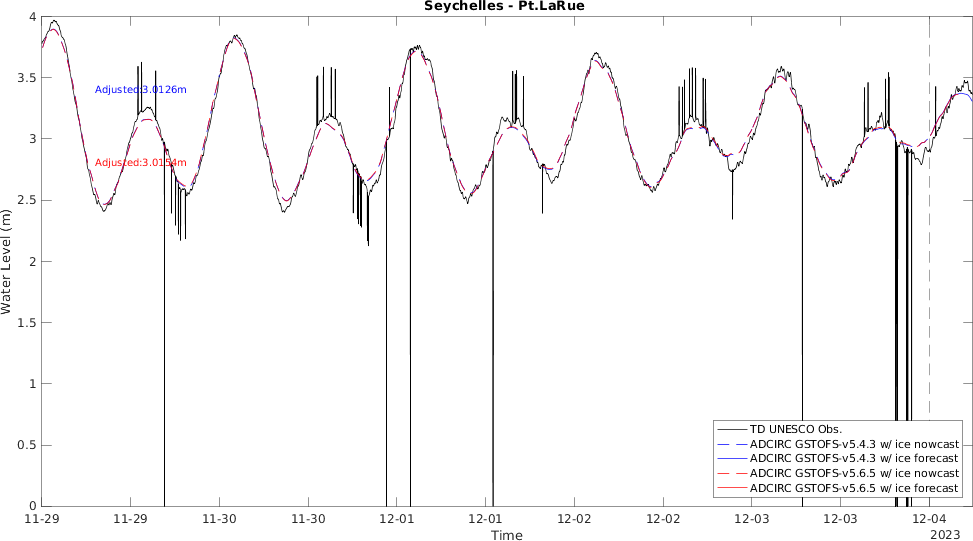 Seychelles - Pt.LaRue
Water Level (m)
4
3.5
3
2.5
2
1.5
1
0.5
0
Adjusted:3.0126m
Adjusted:3.0154m
TD UNESCO Obs.
ADCIRC GSTOFS-v5.4.3 w/ ice nowcast
ADCIRC GSTOFS-v5.4.3 w/ ice forecast
ADCIRC GSTOFS-v5.6.5 w/ ice nowcast
ADCIRC GSTOFS-v5.6.5 w/ ice forecast
11-29 11-29 11-30 11-30 12-01 12-01 12-02 12-02 12-03 12-03 12-04
Time
2023